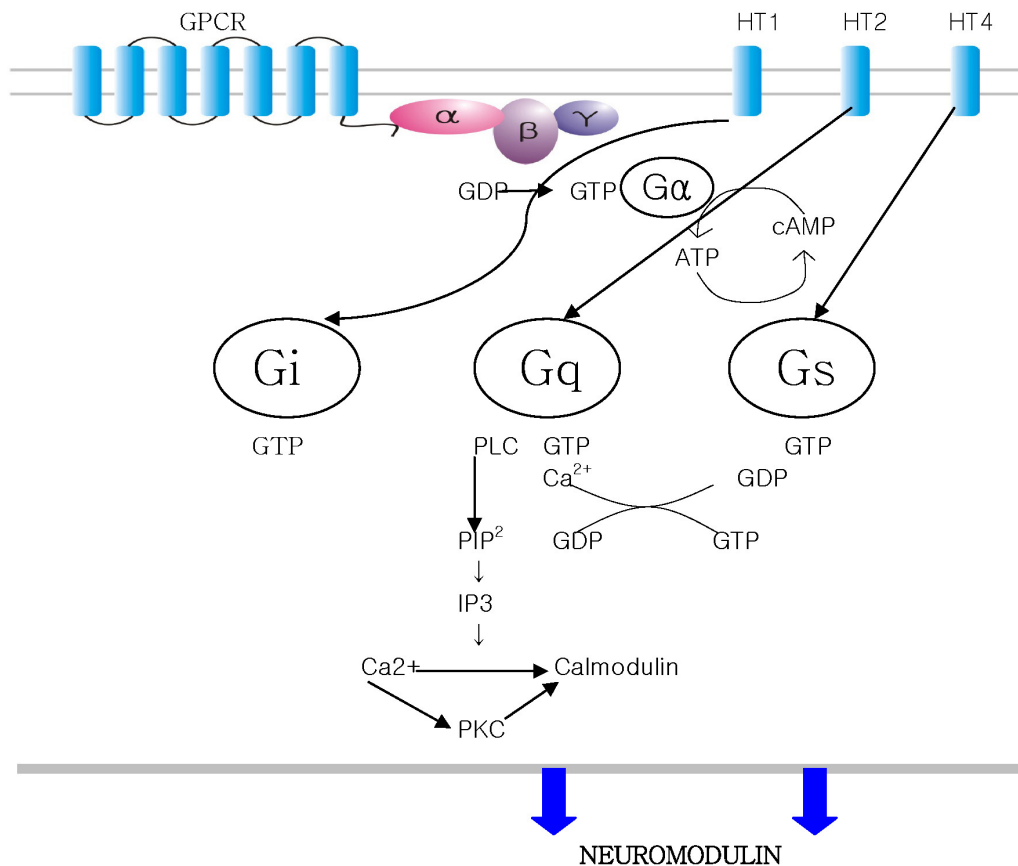 GPCR HT1 HT2 HT4
α β γ
GDP GTP Gα
cAMP
ATP
Gi Gq Gs
GTP PLC GTP GTP
Ca²⁺ GDP
PIP² GDP GTP
↓
IP3
↓
Ca2+ Calmodulin
PKC
NEUROMODULIN